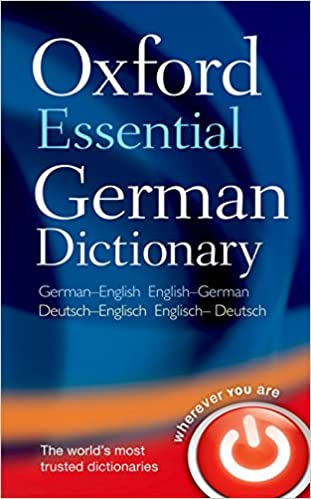 Oxford
Essential
German
Dictionary
German–English English–German
Deutsch–Englisch Englisch– Deutsch
wherever YOU are
The world's most
trusted dictionaries